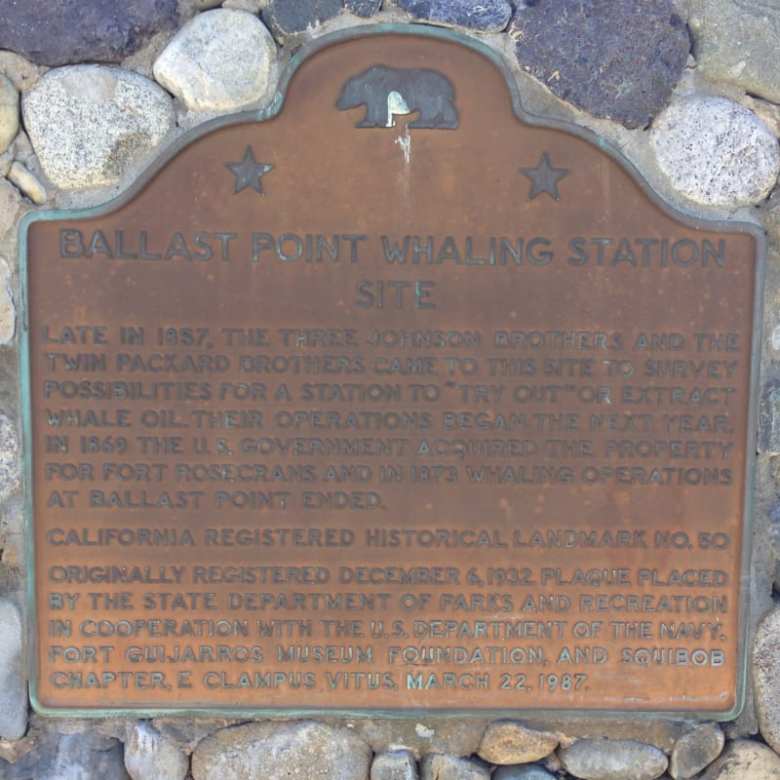 BALLAST POINT WHALING STATION
SITE
LATE IN 1857, THE THREE JOHNSON BROTHERS AND THE
TWIN PACKARD BROTHERS CAME TO THIS SITE TO SURVEY
POSSIBILITIES FOR A STATION TO "TRY OUT" OR EXTRACT
WHALE OIL. THEIR OPERATIONS BEGAN THE NEXT YEAR.
IN 1869 THE U.S. GOVERNMENT ACQUIRED THE PROPERTY
FOR FORT ROSECRANS AND IN 1873 WHALING OPERATIONS
AT BALLAST POINT ENDED.
CALIFORNIA REGISTERED HISTORICAL LANDMARK NO. 50
ORIGINALLY REGISTERED DECEMBER 6, 1932. PLAQUE PLACED
BY THE STATE DEPARTMENT OF PARKS AND RECREATION
IN COOPERATION WITH THE U.S. DEPARTMENT OF THE NAVY,
FORT GUIJARROS MUSEUM FOUNDATION, AND SQUIBOB
CHAPTER, E CLAMPUS VITUS, MARCH 22, 1987.